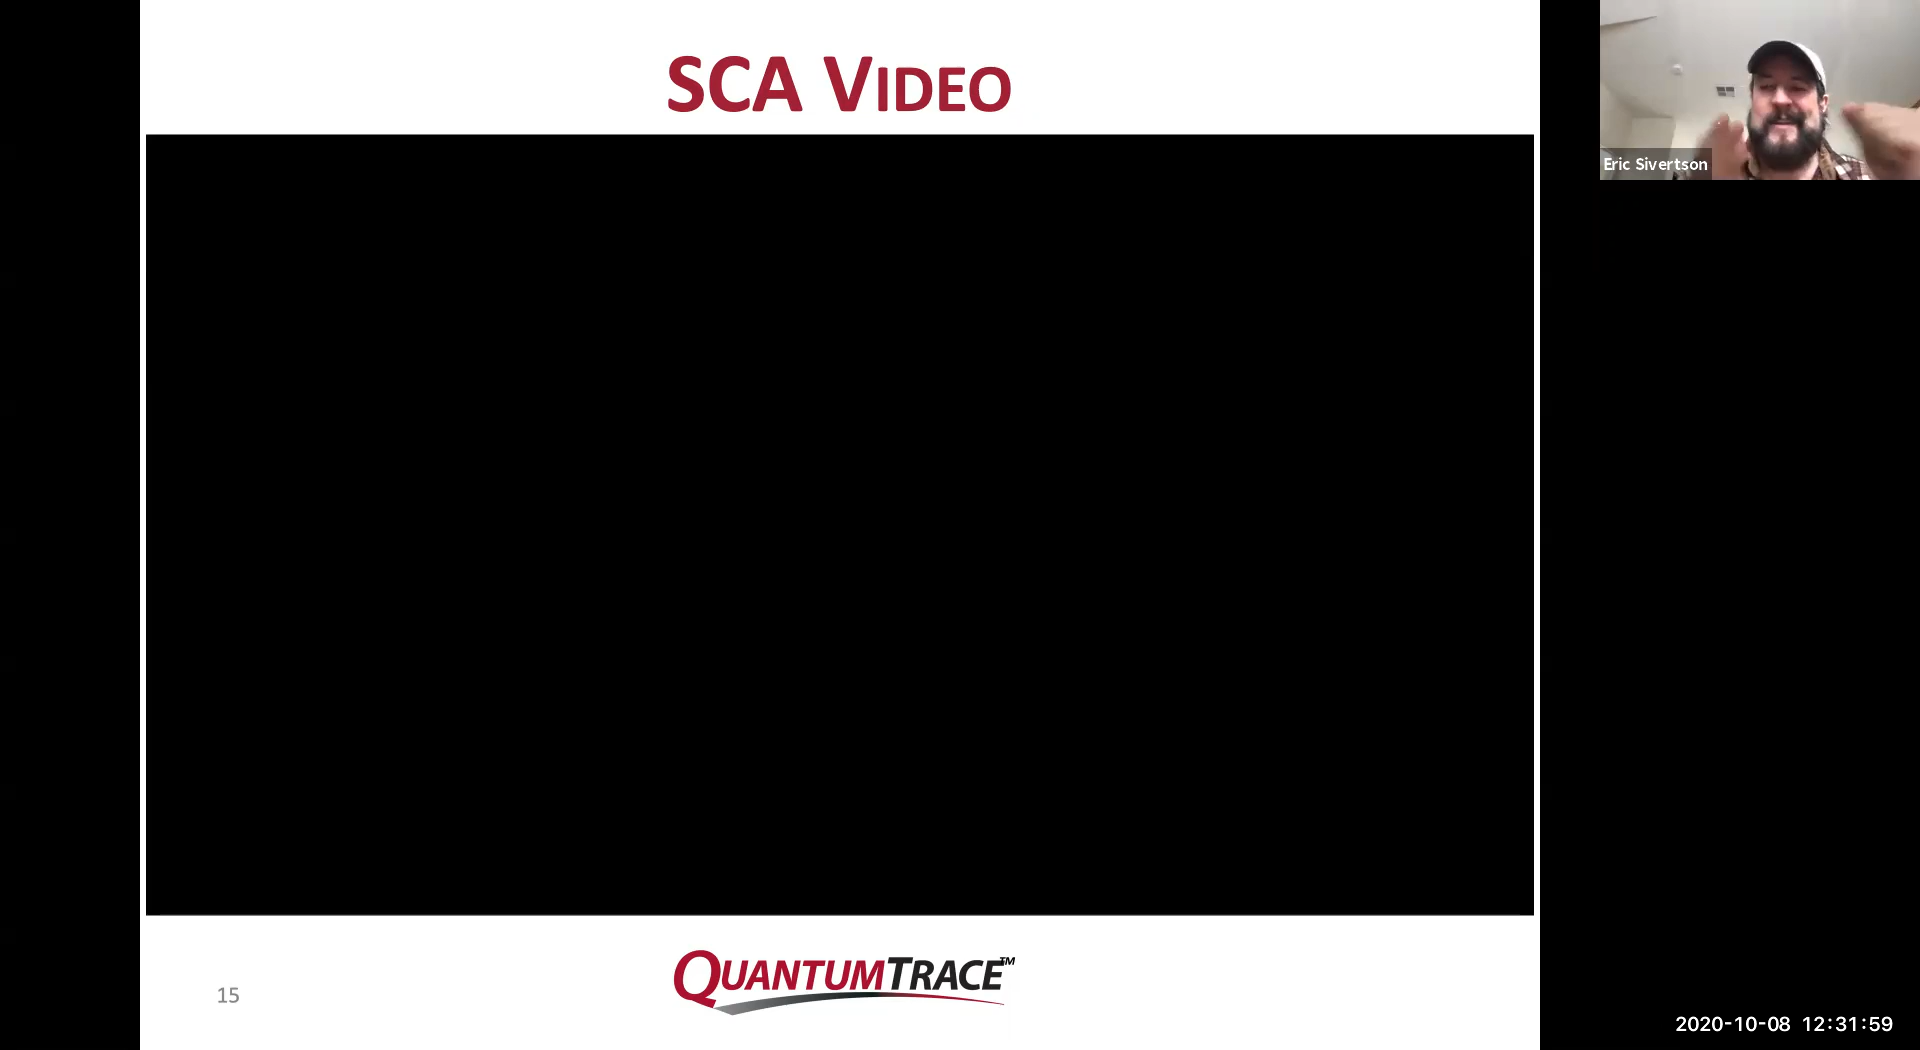 SCA VIDEO
Eric Sivertson
QUANTUMTRACE™
15
2020-10-08 12:31:59